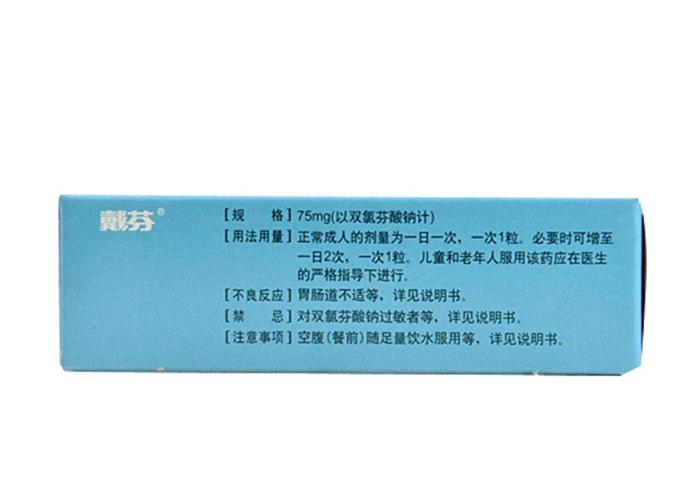 戴芬®
[规　　格] 75mg(以双氯芬酸钠计)
[用法用量] 正常成人的剂量为一日一次，一次1粒。必要时可增至
一日2次，一次1粒。儿童和老年人服用该药应在医生
的严格指导下进行。
[不良反应] 胃肠道不适等，详见说明书。
[禁　　忌] 对双氯芬酸钠过敏者等，详见说明书。
[注意事项] 空腹(餐前)随足量饮水服用等，详见说明书。